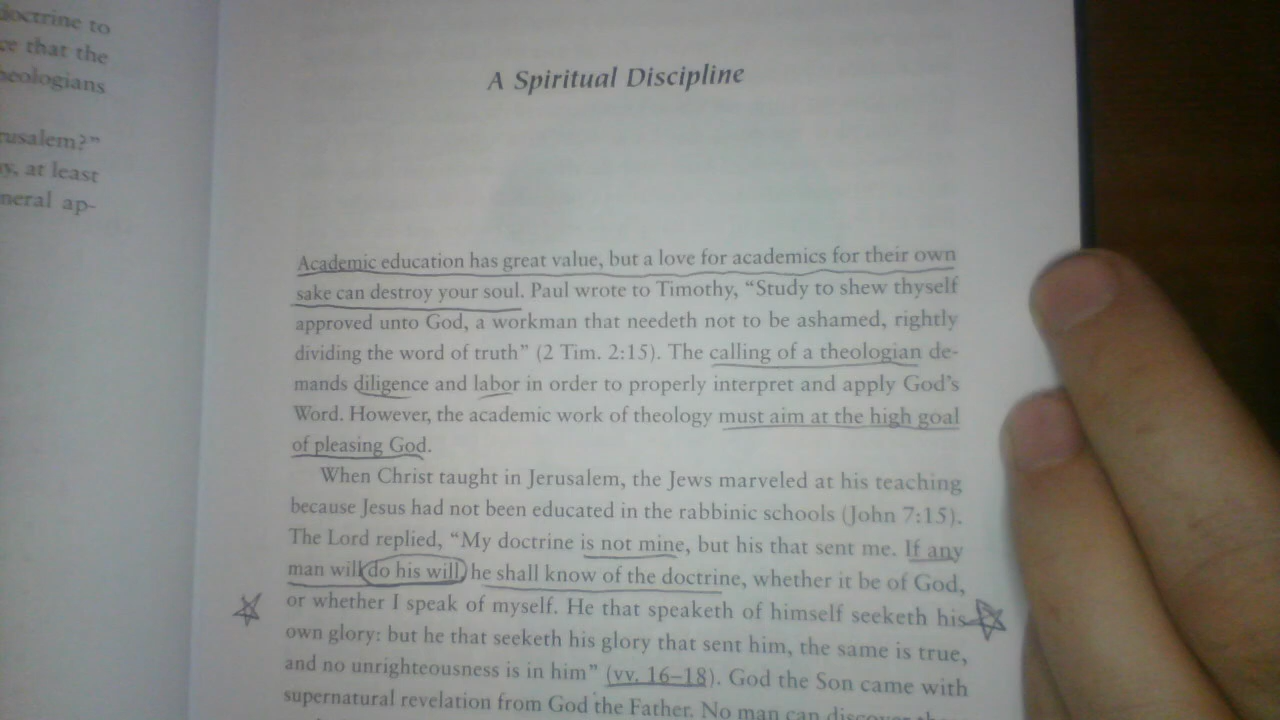 doctrine to
ce that the
heologians
rusalem?"
y, at least
neral ap-
A Spiritual Discipline
Academic education has great value, but a love for academics for their own
sake can destroy your soul. Paul wrote to Timothy, "Study to shew thyself
approved unto God, a workman that needeth not to be ashamed, rightly
dividing the word of truth" (2 Tim. 2:15). The calling of a theologian de-
mands diligence and labor in order to properly interpret and apply God's
Word. However, the academic work of theology must aim at the high goal
of pleasing God.
When Christ taught in Jerusalem, the Jews marveled at his teaching
because Jesus had not been educated in the rabbinic schools (John 7:15).
The Lord replied, "My doctrine is not mine, but his that sent me. If any
man will do his will, he shall know of the doctrine, whether it be of God,
or whether I speak of myself. He that speaketh of himself seeketh his
own glory: but he that seeketh his glory that sent him, the same is true,
and no unrighteousness is in him" (vv. 16–18). God the Son came with
supernatural revelation from God the Father. No man can discover